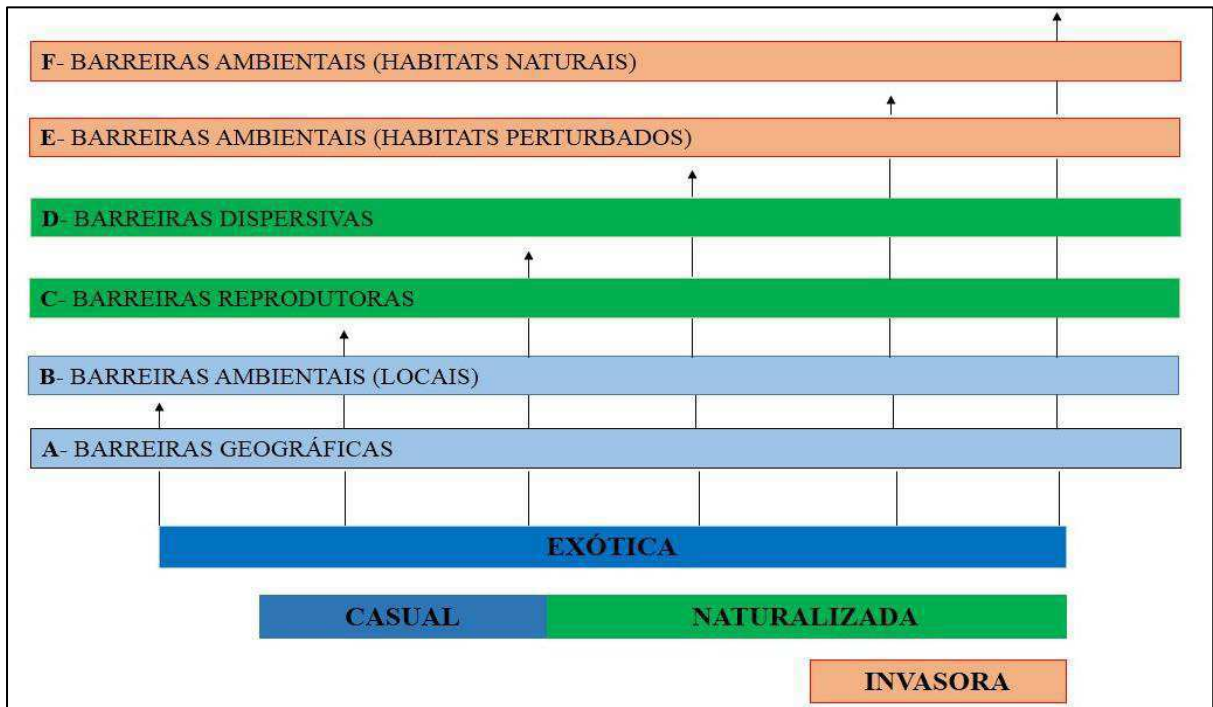 F- BARREIRAS AMBIENTAIS (HABITATS NATURAIS)
E- BARREIRAS AMBIENTAIS (HABITATS PERTURBADOS)
D- BARREIRAS DISPERSIVAS
C- BARREIRAS REPRODUTORAS
B- BARREIRAS AMBIENTAIS (LOCAIS)
A- BARREIRAS GEOGRÁFICAS
EXÓTICA
CASUAL NATURALIZADA
INVASORA